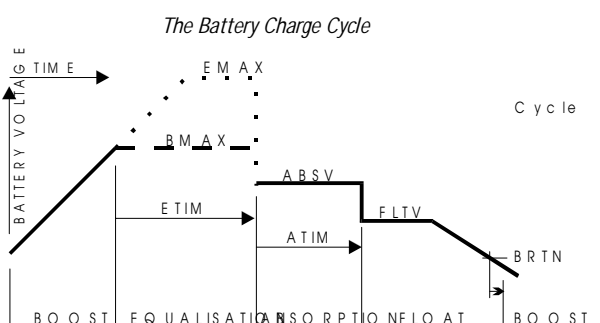 The Battery Charge Cycle
BATTERY VOLTAGE
TIME
EMAX
Cycle
BMAX
ABSV
ETIM
FLTV
ATIM
BRTN
BOOST
EQUALISATION
ABSORPTION
FLOAT
BOOST